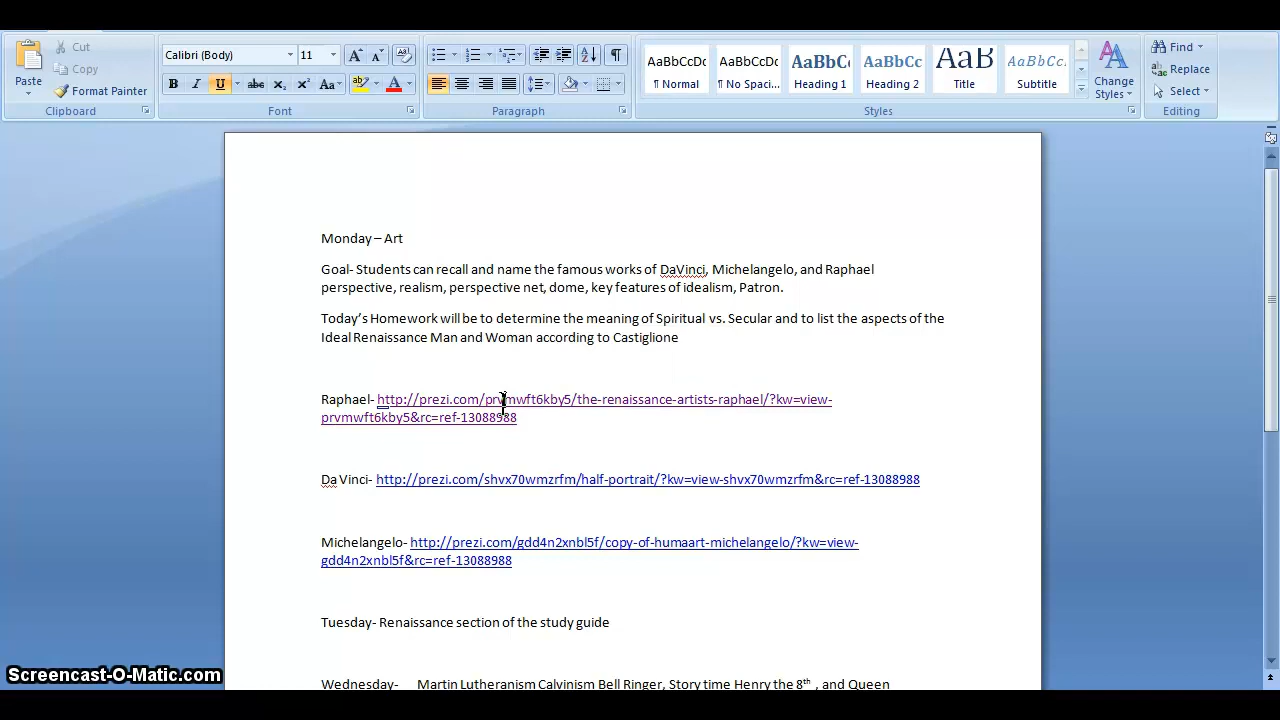 Cut
Copy
Paste
Format Painter
Clipboard
Calibri (Body) 11
B I U abc x₂ x² Aa
Font
Paragraph
AaBbCcDc AaBbCcDc AaBbCc AaBbCc AaB AaBbCc.
¶ Normal ¶ No Spaci... Heading 1 Heading 2 Title Subtitle
Change
Styles
Styles
Find
Replace
Select
Editing
Monday – Art
Goal- Students can recall and name the famous works of DaVinci, Michelangelo, and Raphael
perspective, realism, perspective net, dome, key features of idealism, Patron.
Today’s Homework will be to determine the meaning of Spiritual vs. Secular and to list the aspects of the
Ideal Renaissance Man and Woman according to Castiglione
Raphael- http://prezi.com/prvmwft6kby5/the-renaissance-artists-raphael/?kw=view-
prvmwft6kby5&rc=ref-13088988
Da Vinci- http://prezi.com/shvx70wmzrfm/half-portrait/?kw=view-shvx70wmzrfm&rc=ref-13088988
Michelangelo- http://prezi.com/gdd4n2xnbl5f/copy-of-humaart-michelangelo/?kw=view-
gdd4n2xnbl5f&rc=ref-13088988
Tuesday- Renaissance section of the study guide
Wednesday- Martin Lutheranism Calvinism Bell Ringer, Story time Henry the 8th , and Queen
Screencast-O-Matic.com